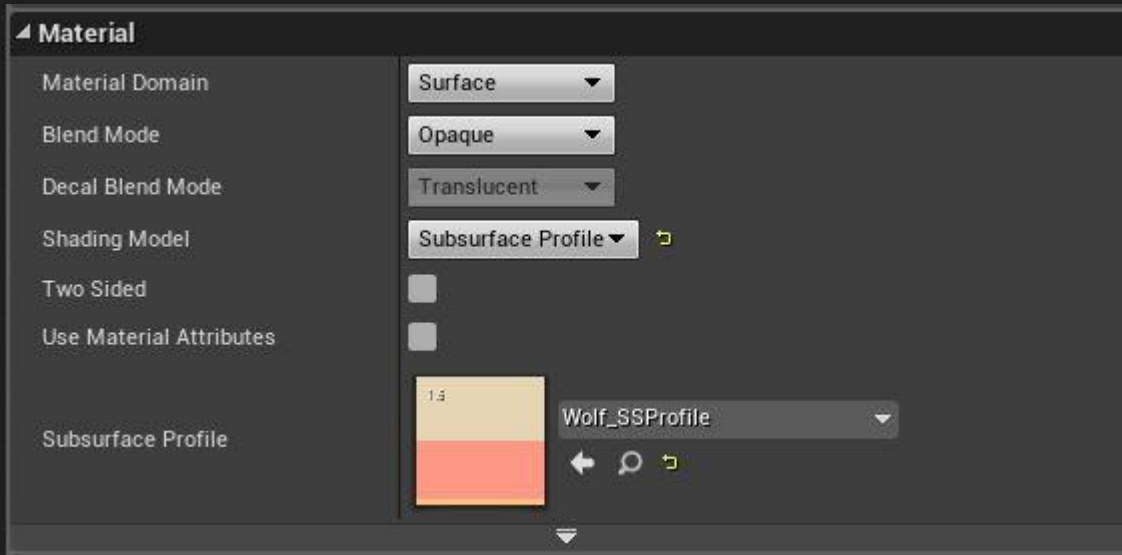 Material
Material Domain Surface
Blend Mode Opaque
Decal Blend Mode Translucent
Shading Model Subsurface Profile
Two Sided
Use Material Attributes
Subsurface Profile
Wolf_SSProfile